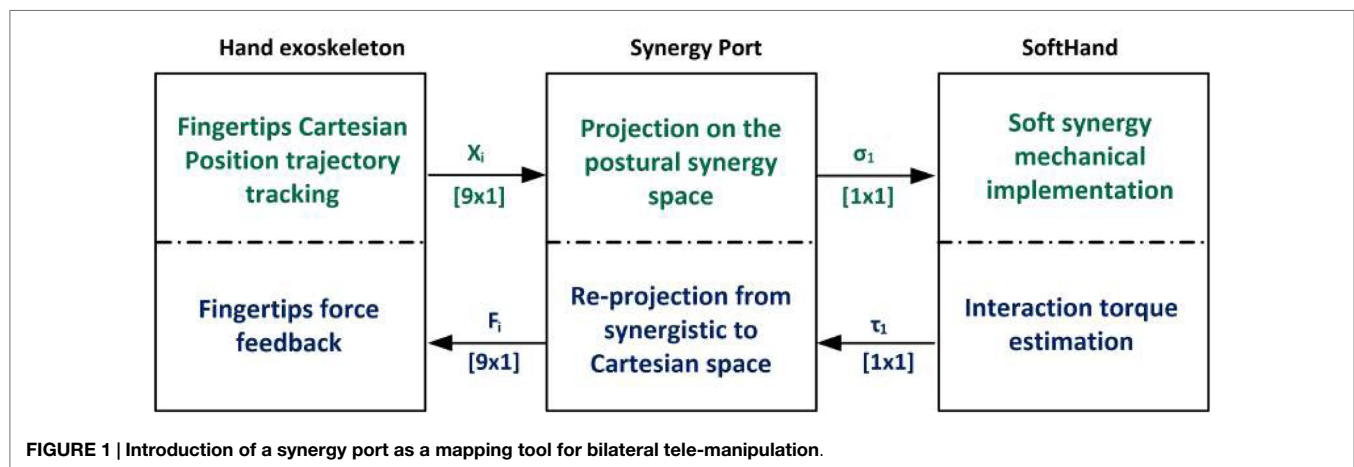 Hand exoskeleton
Synergy Port
SoftHand
Fingertips Cartesian
Position trajectory
tracking
Xᵢ
[9x1]
Projection on the
postural synergy
space
σ₁
[1x1]
Soft synergy
mechanical
implementation
Fingertips force
feedback
Fᵢ
[9x1]
Re-projection from
synergistic to
Cartesian space
τ₁
[1x1]
Interaction torque
estimation
FIGURE 1 | Introduction of a synergy port as a mapping tool for bilateral tele-manipulation.